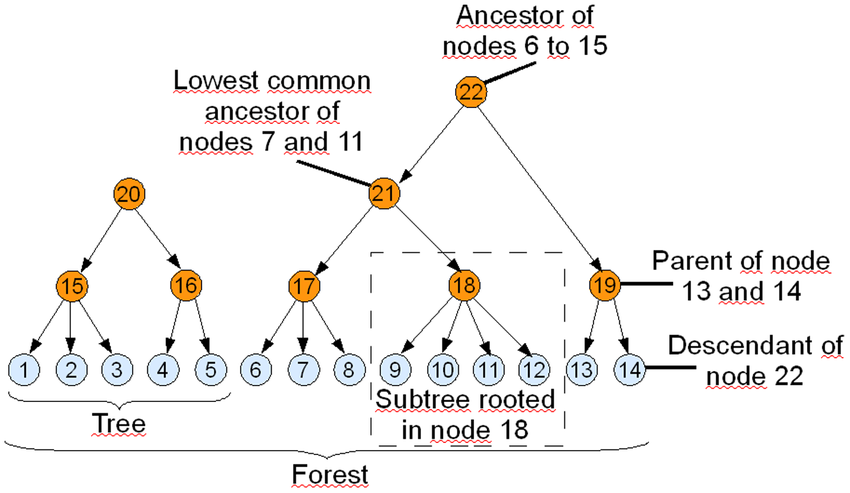 Ancestor of
nodes 6 to 15
22
Lowest common
ancestor of
nodes 7 and 11
20
21
15
16
17
18
19
Parent of node
13 and 14
1
2
3
4
5
6
7
8
9
10
11
12
13
14
Descendant of
node 22
Subtree rooted
in node 18
Tree
Forest